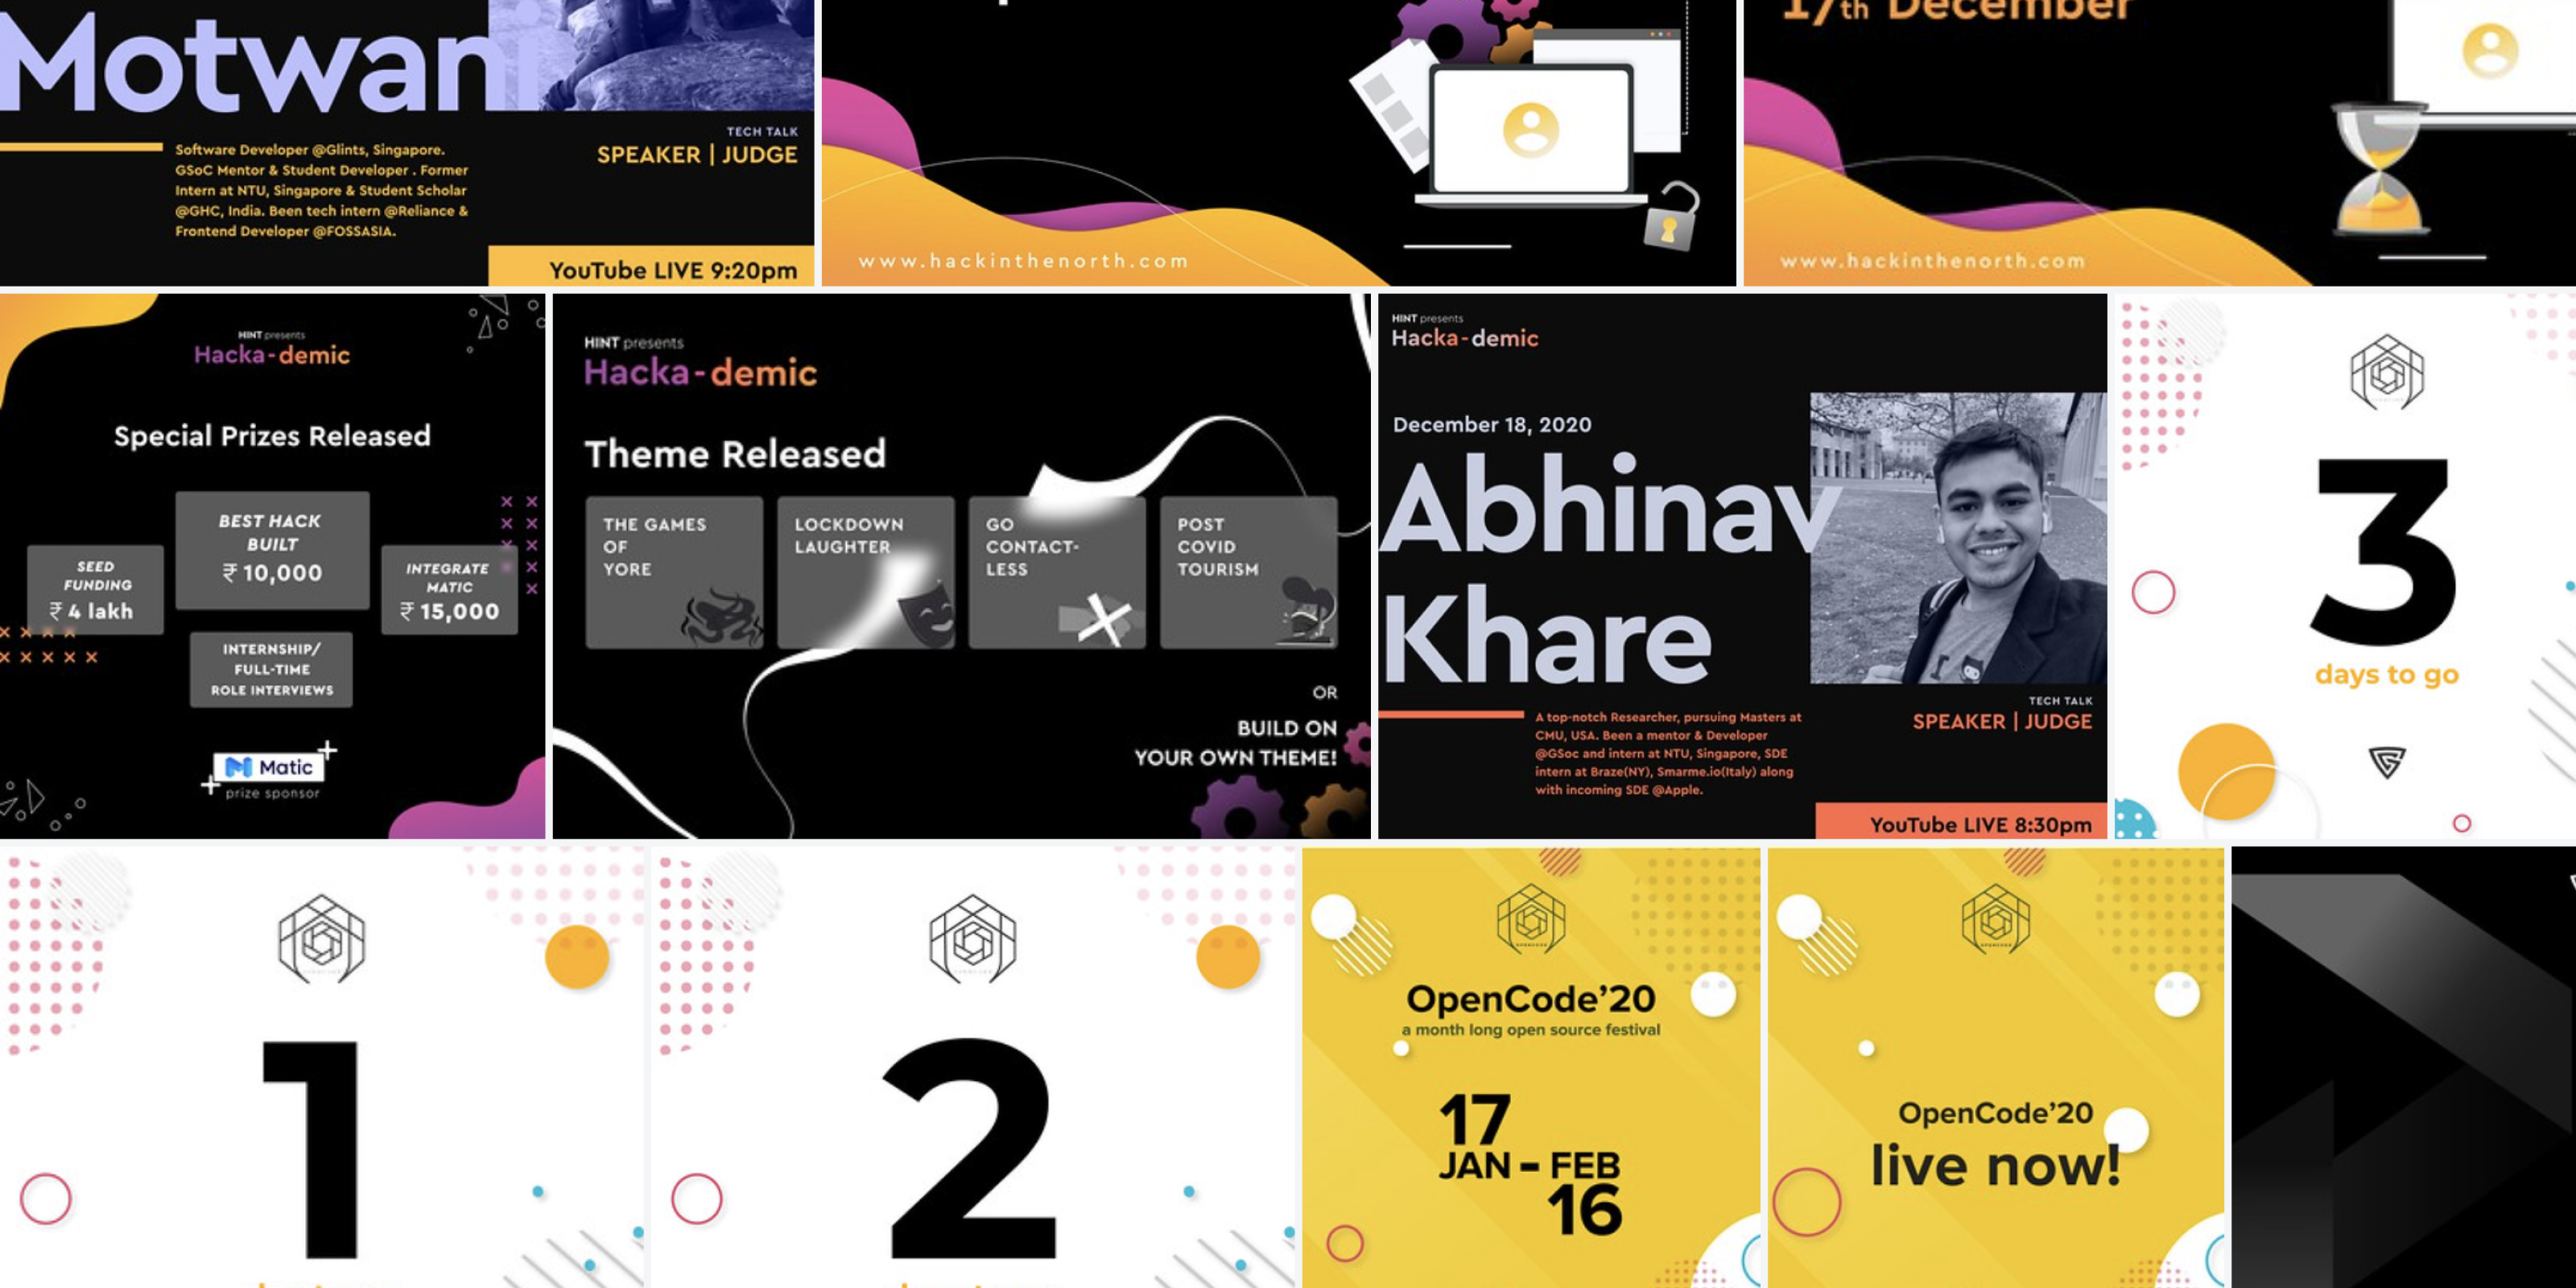 Motwani
Software Developer @Glints, Singapore.
GSoC Mentor & Student Developer . Former
Intern at NTU, Singapore & Student Scholar
@GHC, India. Been tech intern @Reliance &
Frontend Developer @FOSSASIA.
TECH TALK
SPEAKER | JUDGE
YouTube LIVE 9:20pm
www.hackinthenorth.com
17th December
www.hackinthenorth.com
HINT presents
Hacka-demic
Special Prizes Released
SEED
FUNDING
₹ 4 lakh
BEST HACK
BUILT
₹ 10,000
INTEGRATE
MATIC
₹ 15,000
INTERNSHIP/
FULL-TIME
ROLE INTERVIEWS
Matic
prize sponsor
HINT presents
Hacka-demic
Theme Released
THE GAMES
OF
YORE
LOCKDOWN
LAUGHTER
GO
CONTACT-
LESS
POST
COVID
TOURISM
OR
BUILD ON
YOUR OWN THEME!
HINT presents
Hacka-demic
December 18, 2020
Abhinav
Khare
A top-notch Researcher, pursuing Masters at
CMU, USA. Been a mentor & Developer
@GSoc and intern at NTU, Singapore, SDE
intern at Braze(NY), Smarme.io(Italy) along
with incoming SDE @Apple.
TECH TALK
SPEAKER | JUDGE
YouTube LIVE 8:30pm
3
days to go
1
2
OPENCODE
OpenCode'20
a month long open source festival
17
JAN - FEB
16
OPENCODE
OpenCode'20
live now!